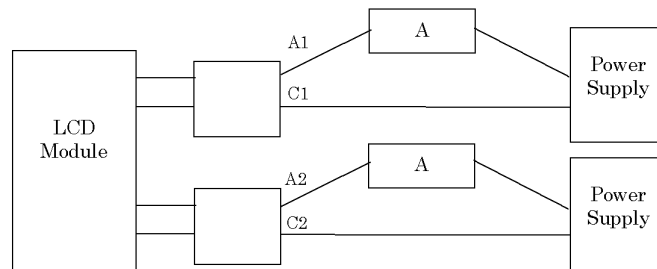 A1
A
C1
Power
Supply
LCD
Module
A2
A
C2
Power
Supply